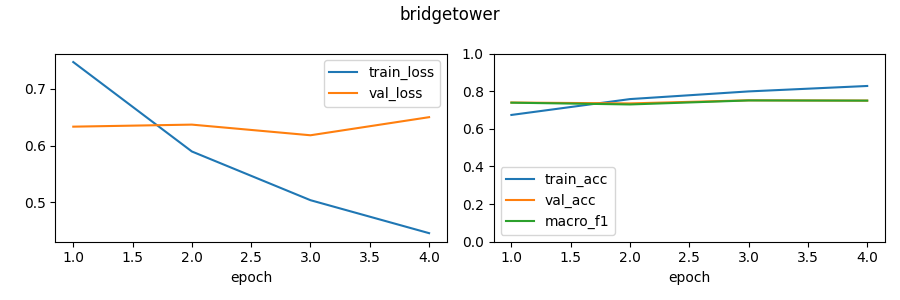 bridgetower
train_loss
val_loss
0.7
0.6
0.5
1.0 1.5 2.0 2.5 3.0 3.5 4.0
epoch
1.0
0.8
0.6
0.4
0.2
0.0
train_acc
val_acc
macro_f1
1.0 1.5 2.0 2.5 3.0 3.5 4.0
epoch